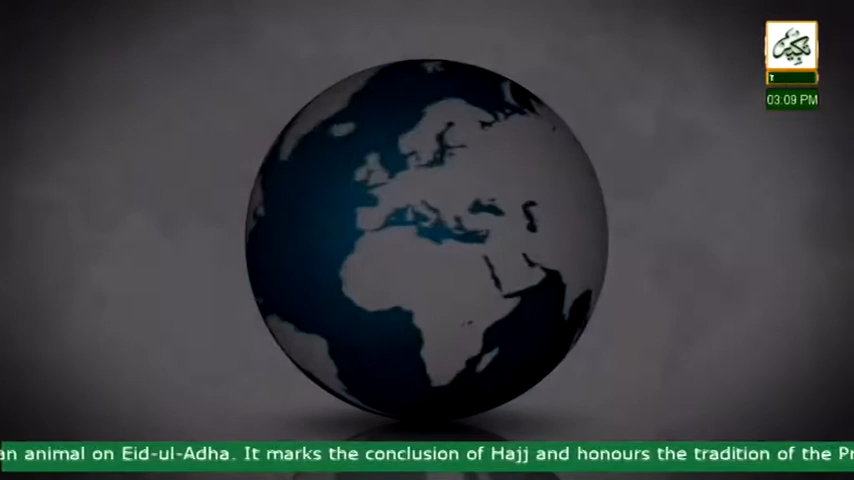 تکبیر
T
03:09 PM
an animal on Eid-ul-Adha. It marks the conclusion of Hajj and honours the tradition of the Pr